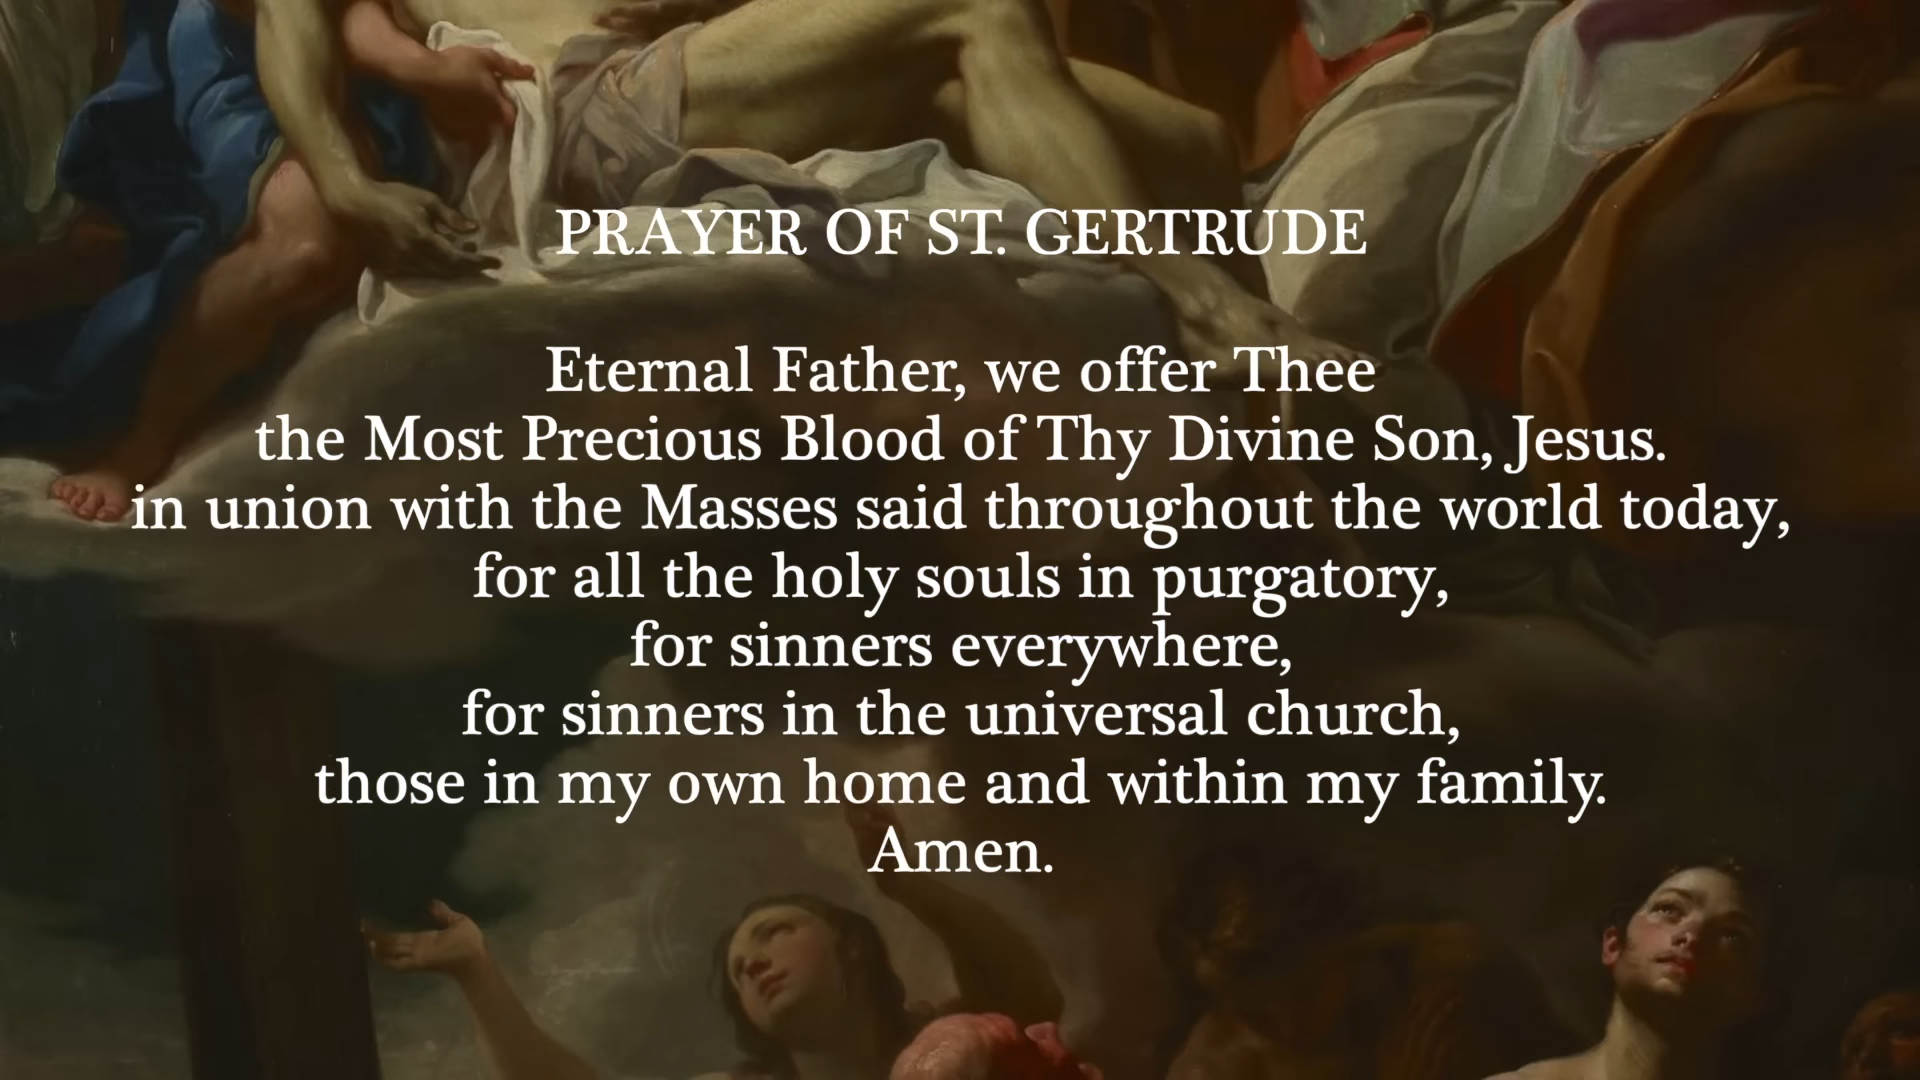 PRAYER OF ST. GERTRUDE
Eternal Father, we offer Thee
the Most Precious Blood of Thy Divine Son, Jesus.
in union with the Masses said throughout the world today,
for all the holy souls in purgatory,
for sinners everywhere,
for sinners in the universal church,
those in my own home and within my family.
Amen.